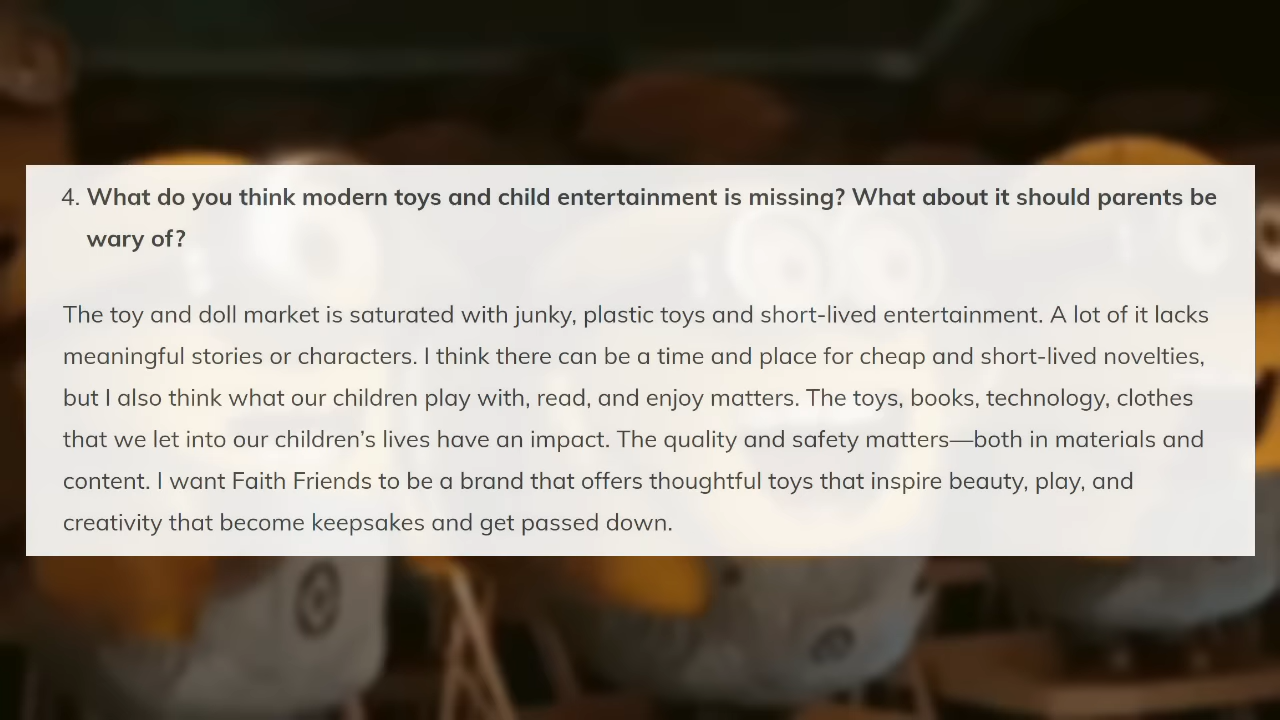 4. What do you think modern toys and child entertainment is missing? What about it should parents be
wary of?
The toy and doll market is saturated with junky, plastic toys and short-lived entertainment. A lot of it lacks
meaningful stories or characters. I think there can be a time and place for cheap and short-lived novelties,
but I also think what our children play with, read, and enjoy matters. The toys, books, technology, clothes
that we let into our children’s lives have an impact. The quality and safety matters—both in materials and
content. I want Faith Friends to be a brand that offers thoughtful toys that inspire beauty, play, and
creativity that become keepsakes and get passed down.